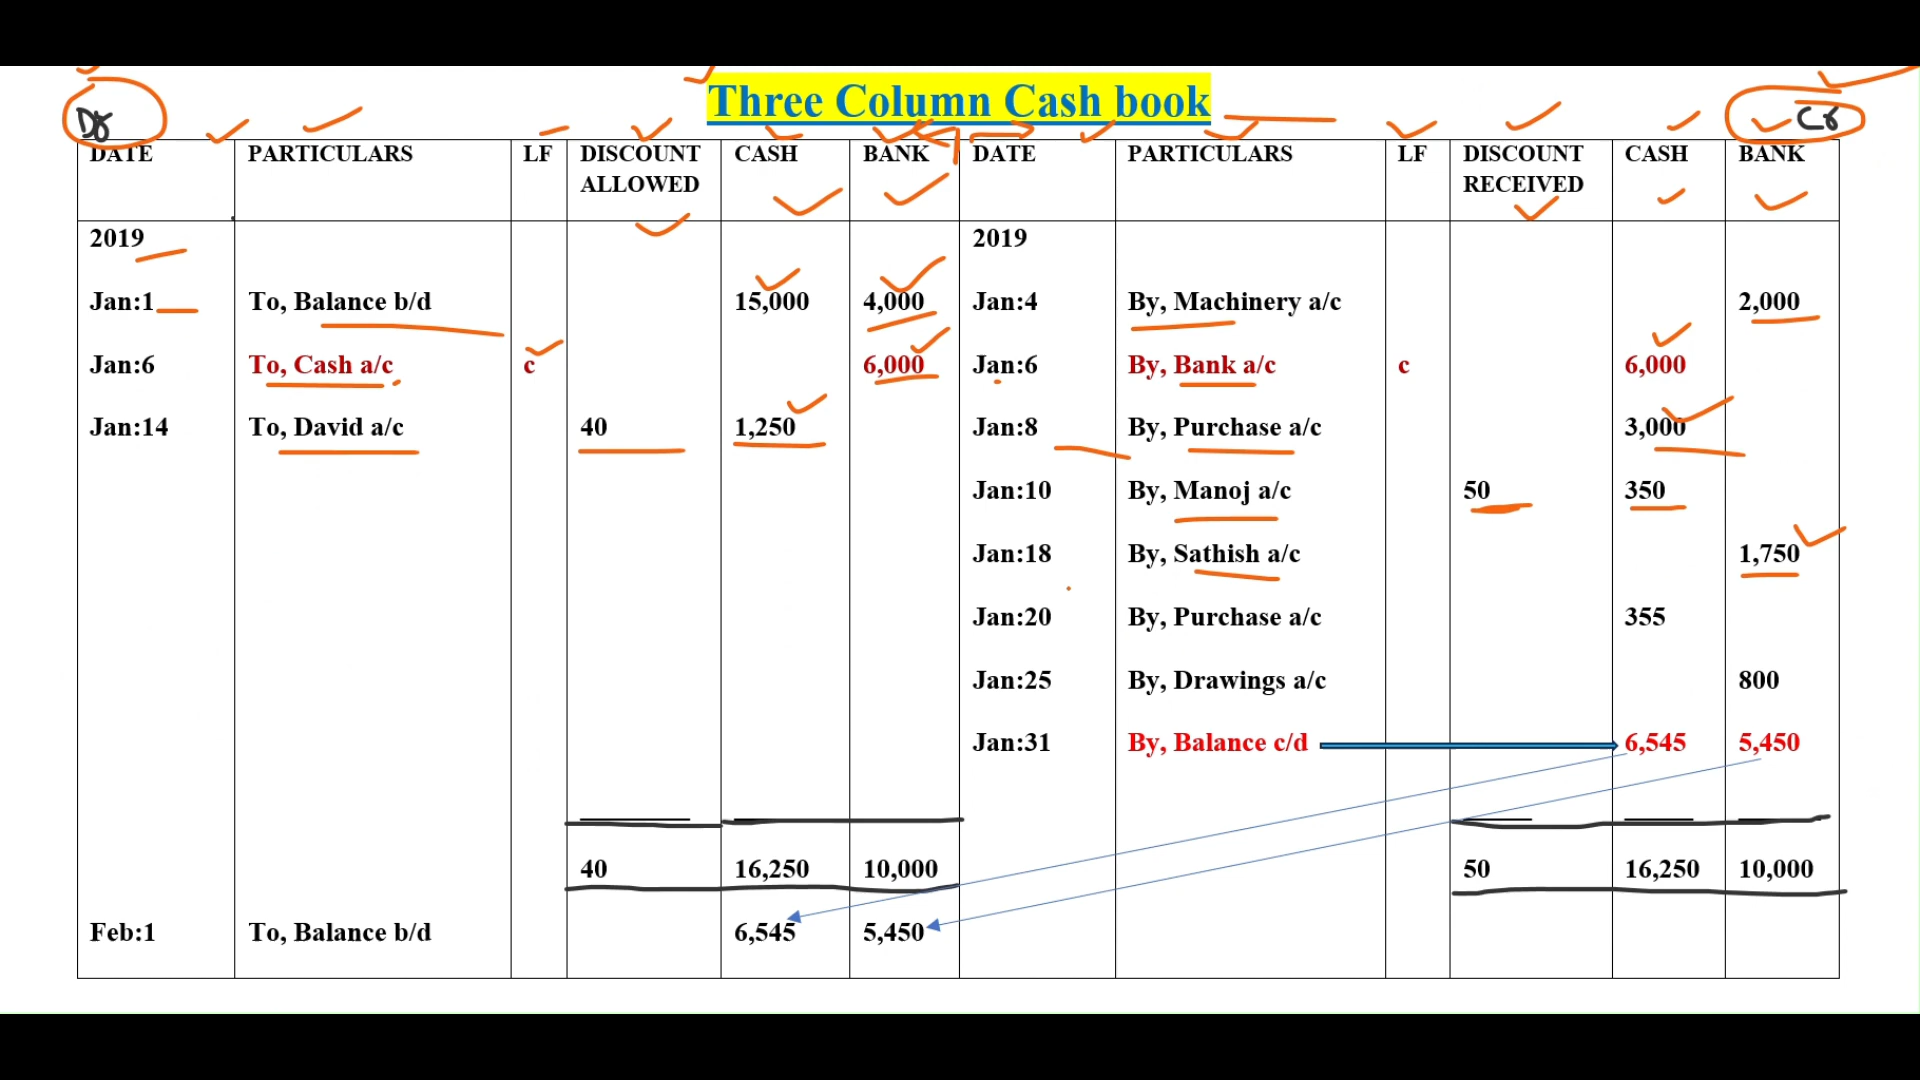 Three Column Cash book
Dr Cr
DATE PARTICULARS LF DISCOUNT ALLOWED CASH BANK DATE PARTICULARS LF DISCOUNT RECEIVED CASH BANK
2019 2019
Jan:1 To, Balance b/d 15,000 4,000 Jan:4 By, Machinery a/c 2,000
Jan:6 To, Cash a/c c 6,000 Jan:6 By, Bank a/c c 6,000
Jan:14 To, David a/c 40 1,250 Jan:8 By, Purchase a/c 3,000
Jan:10 By, Manoj a/c 50 350
Jan:18 By, Sathish a/c 1,750
Jan:20 By, Purchase a/c 355
Jan:25 By, Drawings a/c 800
Jan:31 By, Balance c/d 6,545 5,450
40 16,250 10,000 50 16,250 10,000
Feb:1 To, Balance b/d 6,545 5,450